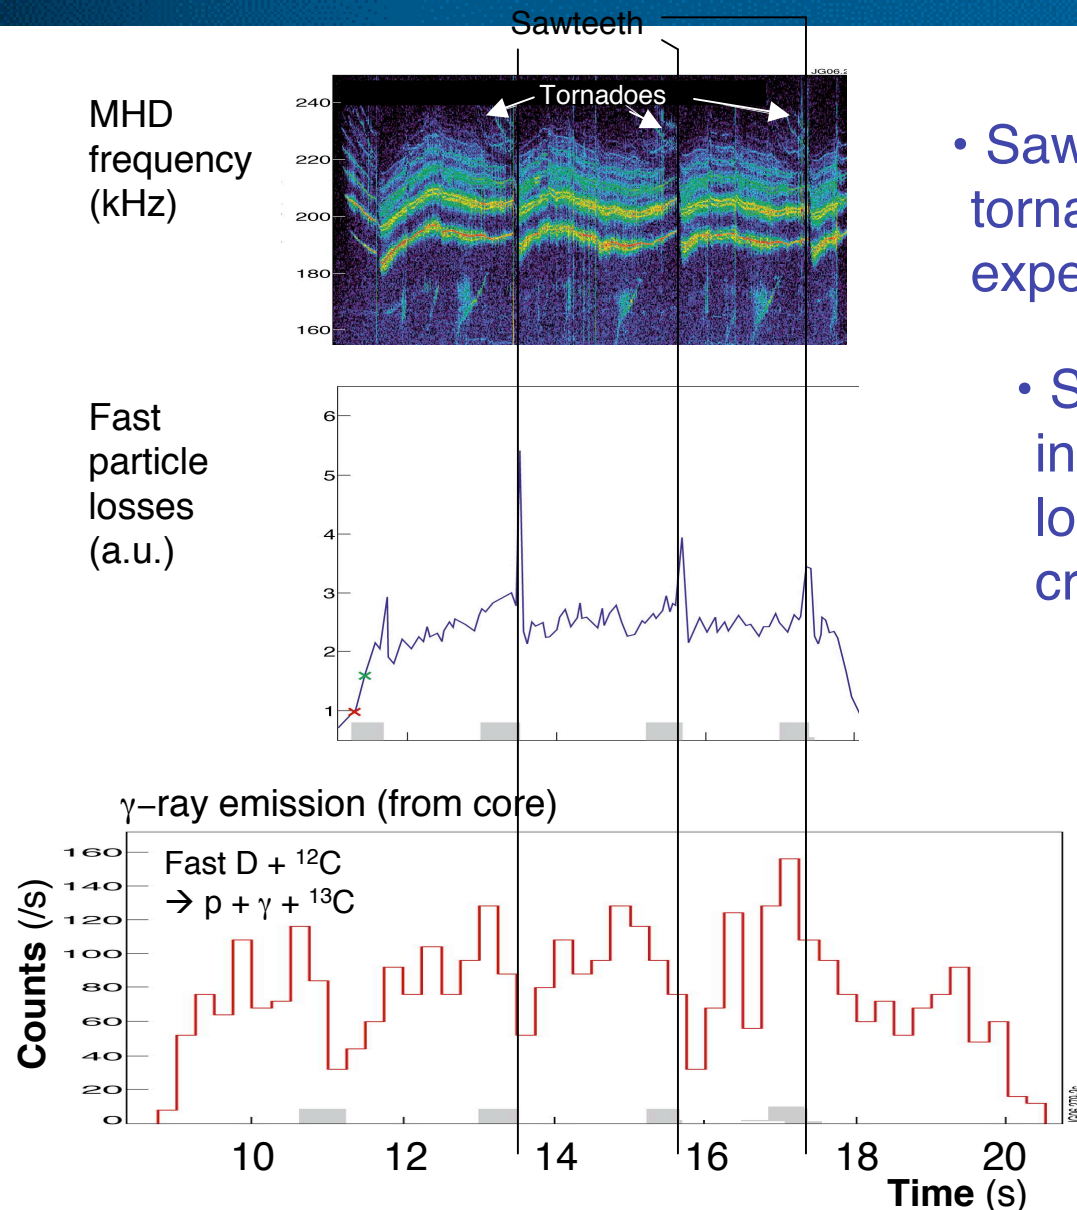 Sawteeth
JG06.2
MHD
frequency
(kHz)
Tornadoes
240
220
200
180
160
Fast
particle
losses
(a.u.)
6
5
4
3
2
1
γ−ray emission (from core)
Fast D + ¹²C
→ p + γ + ¹³C
Counts (/s)
160
140
120
100
80
60
40
20
0
10 12 14 16 18 20
Time (s)
• Saw
torna
expe
• S
in
lo
cr